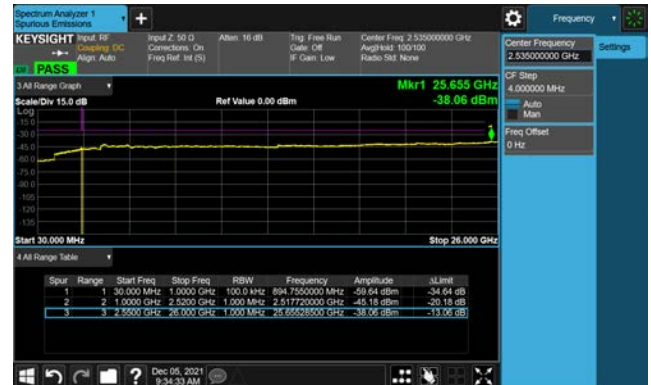 Spectrum Analyzer 1
Spurious Emissions
Frequency
KEYSIGHT Input: RF Input Z: 50 Ω Atten: 16 dB Trig: Free Run Center Freq: 2.535000000 GHz
Coupling: DC Corrections: On Gate: Off Avg|Hold: 100/100
Align: Auto Freq Ref: Int (S) IF Gain: Low Radio Std: None
PASS
Center Frequency
2.535000000 GHz
Settings
CF Step
4.000000 MHz
Auto
Man
Freq Offset
0 Hz
3 All Range Graph
Mkr1 25.655 GHz
Scale/Div 15.0 dB Ref Value 0.00 dBm -38.06 dBm
Log
-15.0
-30.0
-45.0
-60.0
-75.0
-90.0
-105
-120
-135
Start 30.000 MHz Stop 26.000 GHz
4 All Range Table
Spur Range Start Freq Stop Freq RBW Frequency Amplitude ΔLimit
1 1 30.000 MHz 1.0000 GHz 100.0 kHz 894.7550000 MHz -59.64 dBm -34.64 dB
2 2 1.0000 GHz 2.5200 GHz 1.000 MHz 2.517720000 GHz -45.18 dBm -20.18 dB
3 3 2.5500 GHz 26.000 GHz 1.000 MHz 25.65528500 GHz -38.06 dBm -13.06 dB
?
Dec 05, 2021
9:34:33 AM